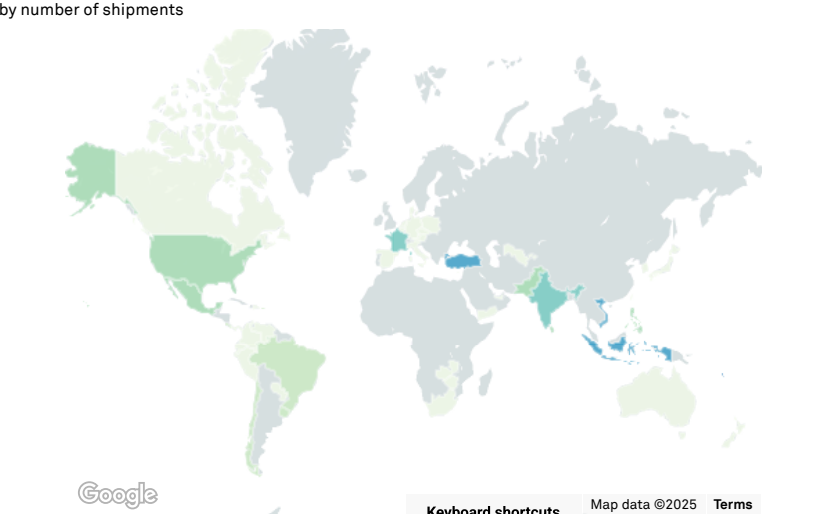 by number of shipments
Google
Keyboard shortcuts
Map data ©2025
Terms